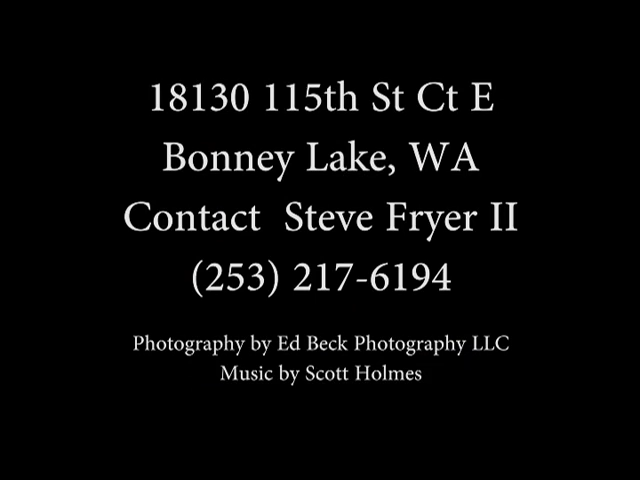 18130 115th St Ct E
Bonney Lake, WA
Contact  Steve Fryer II
(253) 217-6194
Photography by Ed Beck Photography LLC
Music by Scott Holmes